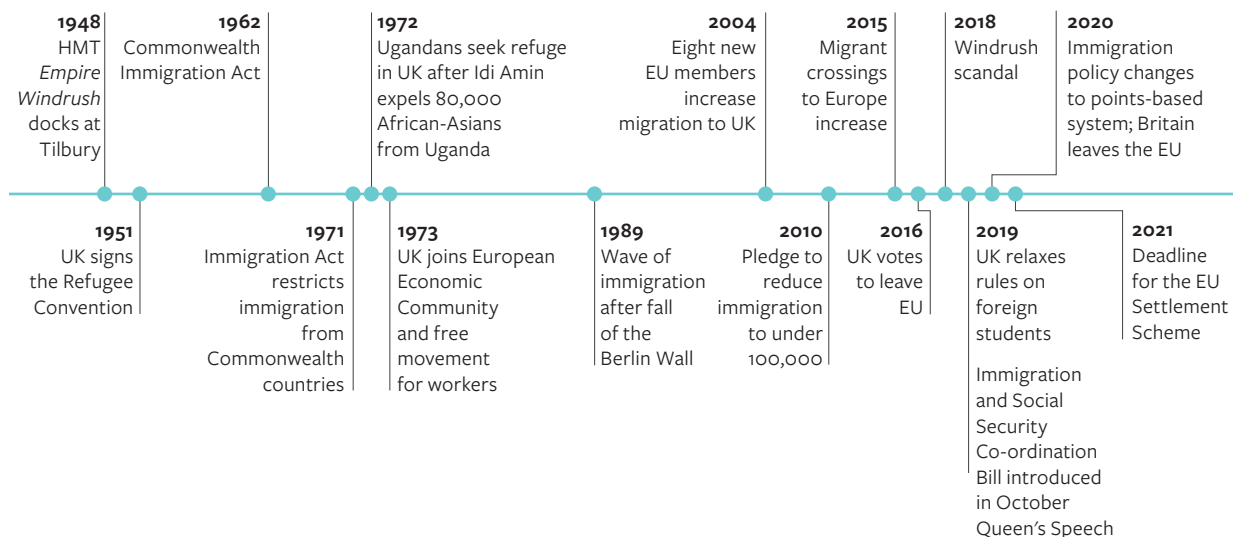 1948
HMT
Empire
Windrush
docks at
Tilbury
1962
Commonwealth
Immigration Act
1972
Ugandans seek refuge
in UK after Idi Amin
expels 80,000
African-Asians
from Uganda
2004
Eight new
EU members
increase
migration to UK
2015
Migrant
crossings
to Europe
increase
2018
Windrush
scandal
2020
Immigration
policy changes
to points-based
system; Britain
leaves the EU
1951
UK signs
the Refugee
Convention
1971
Immigration Act
restricts
immigration
from
Commonwealth
countries
1973
UK joins European
Economic
Community
and free
movement
for workers
1989
Wave of
immigration
after fall
of the
Berlin Wall
2010
Pledge to
reduce
immigration
to under
100,000
2016
UK votes
to leave
EU
2019
UK relaxes
rules on
foreign
students
Immigration
and Social
Security
Co-ordination
Bill introduced
in October
Queen's Speech
2021
Deadline
for the EU
Settlement
Scheme